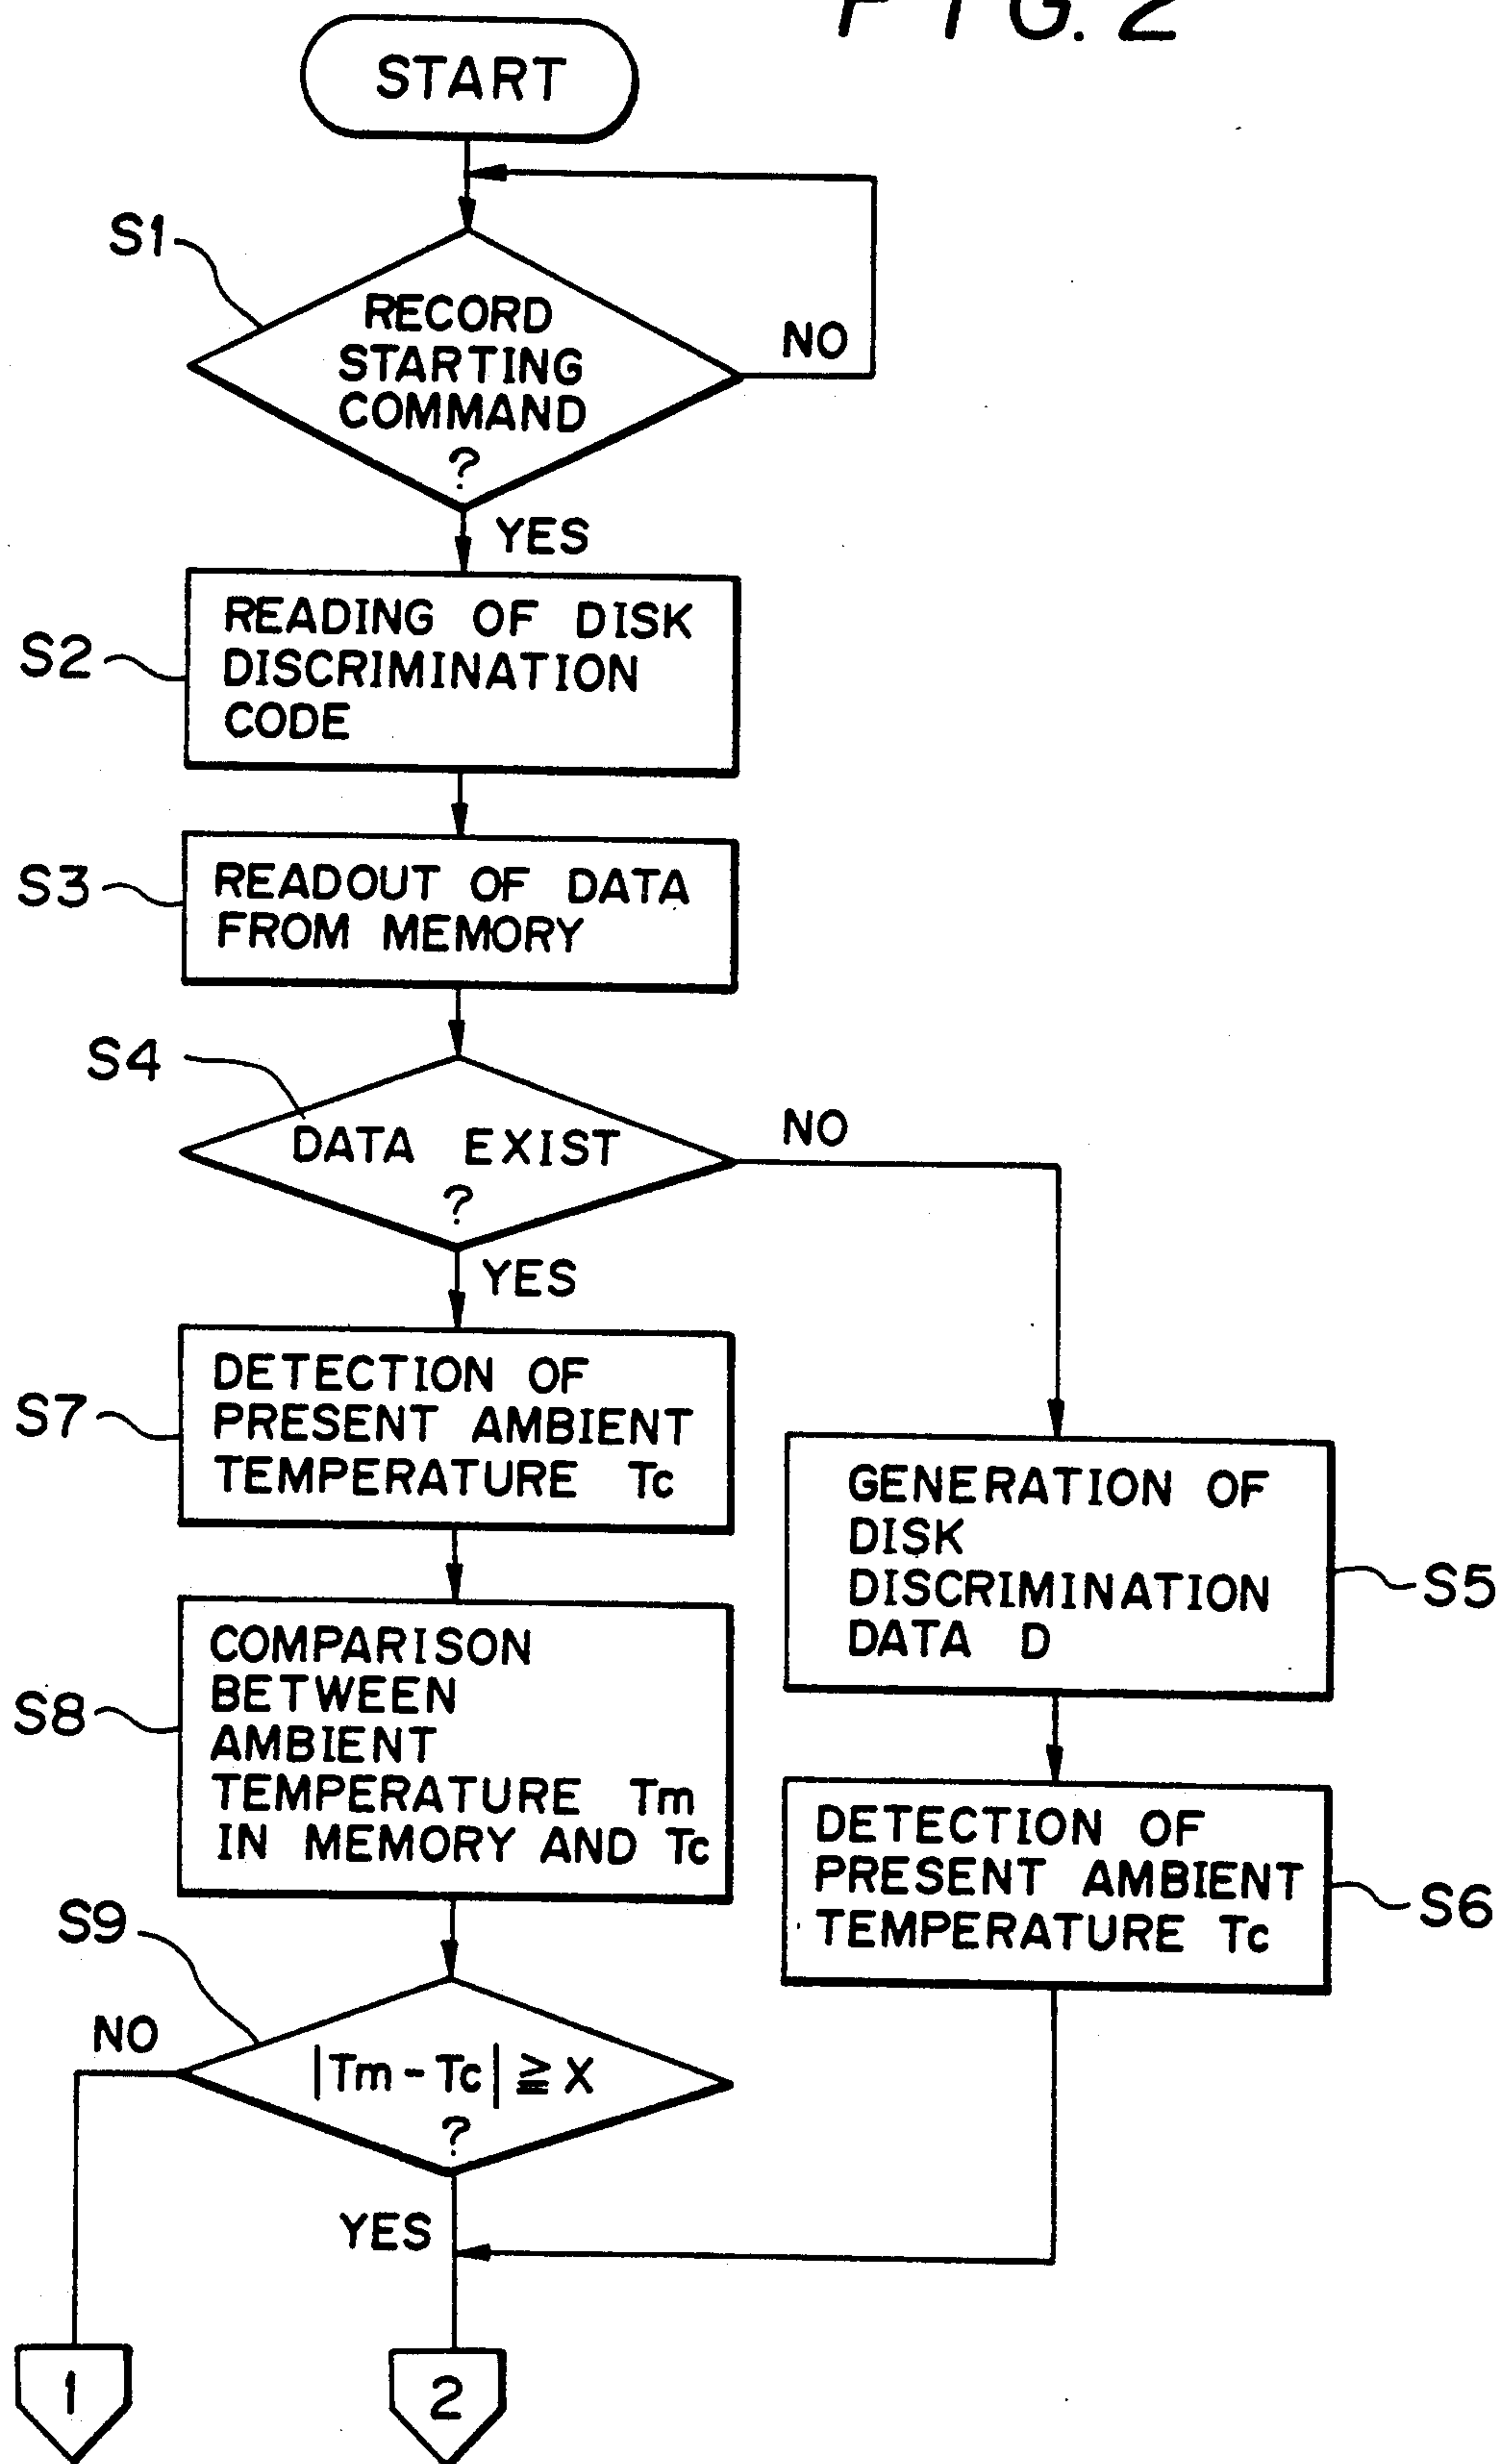 FIG. 2
START
S1
RECORD
STARTING
COMMAND
?
NO
YES
S2
READING OF DISK
DISCRIMINATION
CODE
S3
READOUT OF DATA
FROM MEMORY
S4
DATA EXIST
?
NO
YES
S7
DETECTION OF
PRESENT AMBIENT
TEMPERATURE Tc
GENERATION OF
DISK
DISCRIMINATION
DATA D
S5
S8
COMPARISON
BETWEEN
AMBIENT
TEMPERATURE Tm
IN MEMORY AND Tc
DETECTION OF
PRESENT AMBIENT
TEMPERATURE Tc
S6
S9
NO
|Tm-Tc| ≧ X
?
YES
1
2